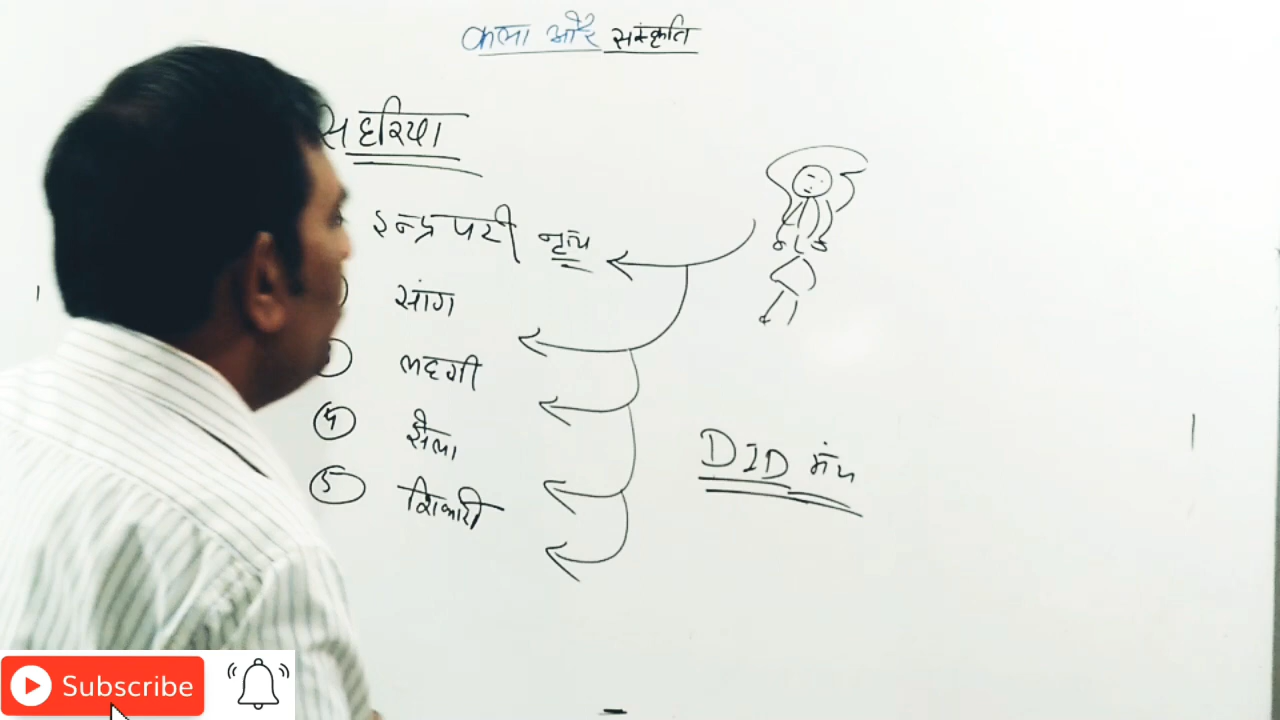 कला और संस्कृति
सहरिया
इन्द्रपरी नृत्य
सांग
लहगी
④ शैला
⑤ शिकारी
DID मंच
Subscribe